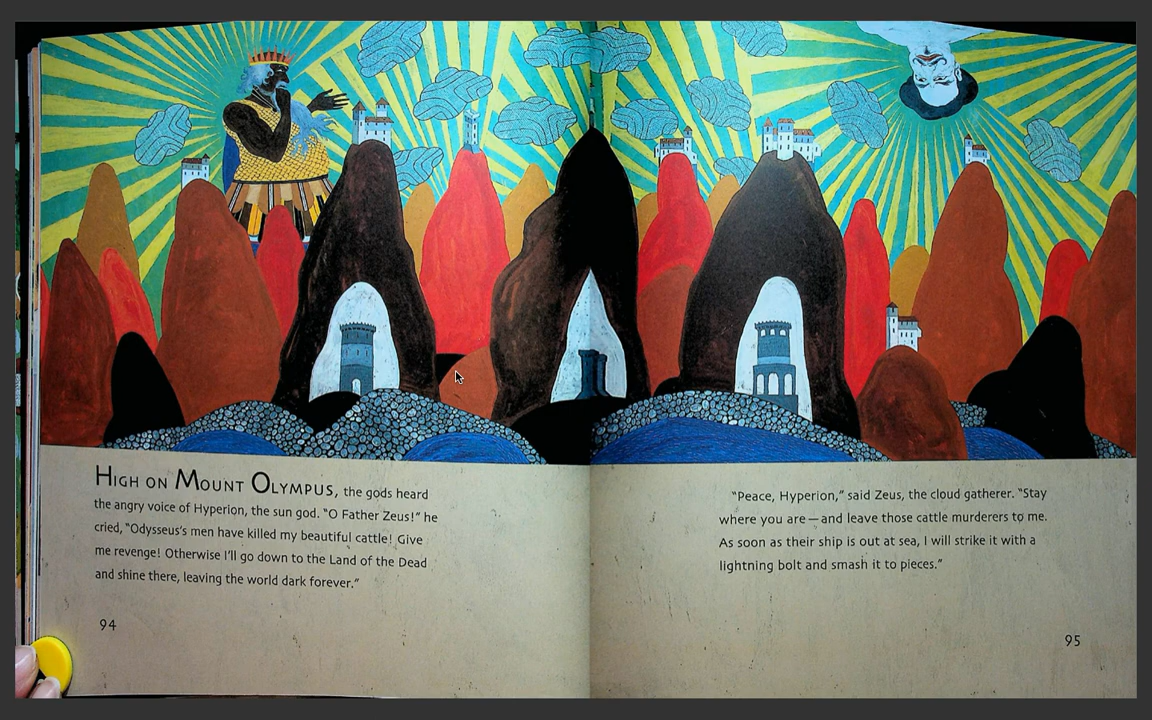 HIGH ON MOUNT OLYMPUS, the gods heard
the angry voice of Hyperion, the sun god. “O Father Zeus!” he
cried, “Odysseus’s men have killed my beautiful cattle! Give
me revenge! Otherwise I’ll go down to the Land of the Dead
and shine there, leaving the world dark forever.”
94
“Peace, Hyperion,” said Zeus, the cloud gatherer. “Stay
where you are—and leave those cattle murderers to me.
As soon as their ship is out at sea, I will strike it with a
lightning bolt and smash it to pieces.”
95